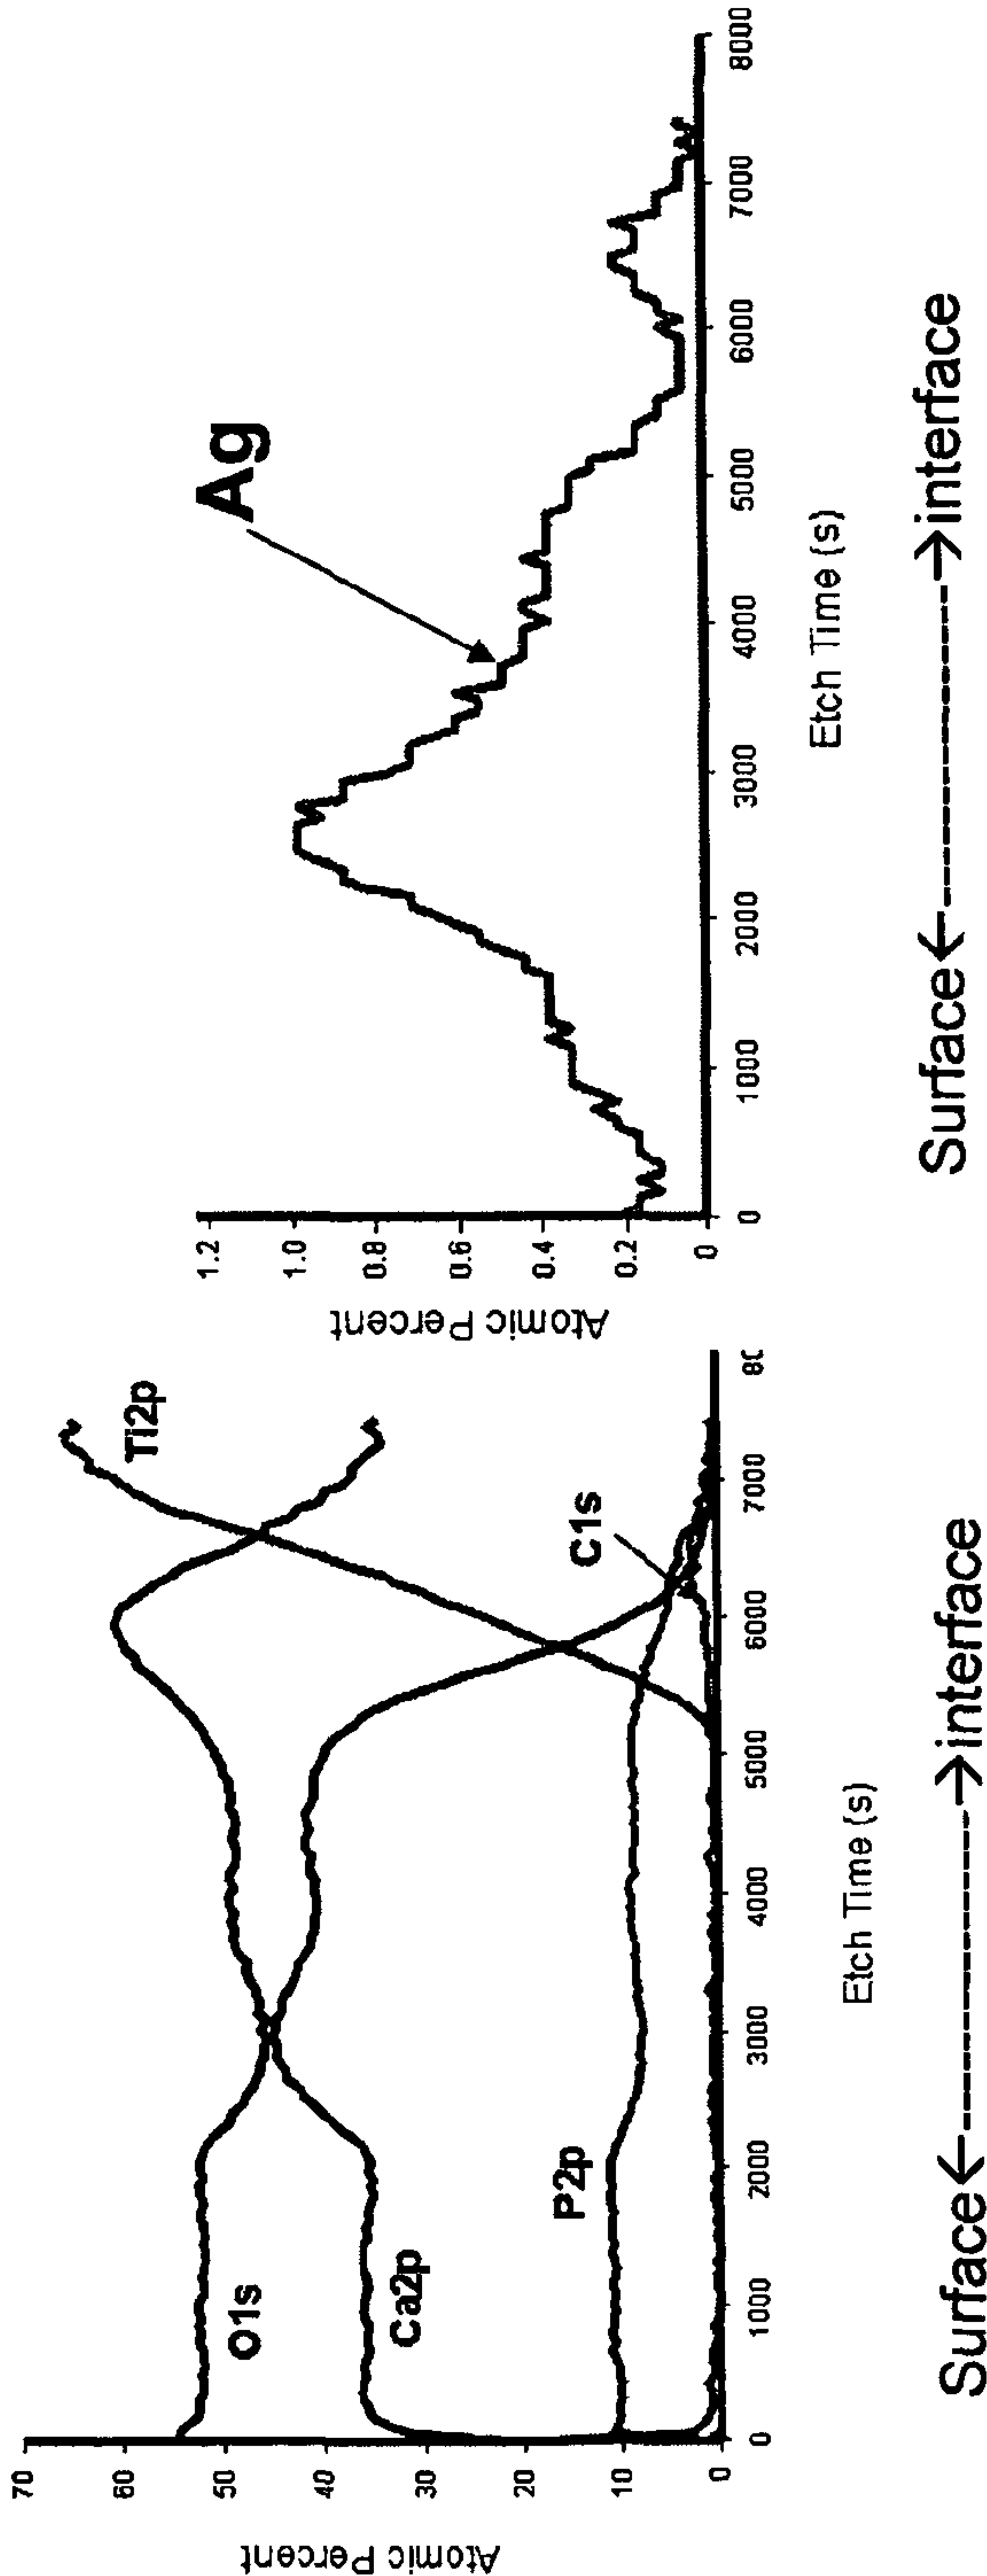 Atomic Percent
70
60
50
40
30
20
10
0
O1s
Ca2p
P2p
C1s
Ti2p
0 1000 2000 3000 4000 5000 6000 7000 80
Etch Time (s)
Surface interface
Atomic Percent
1.2
1.0
0.8
0.6
0.4
0.2
0
Ag
0 1000 2000 3000 4000 5000 6000 7000 8000
Etch Time (s)
Surface interface